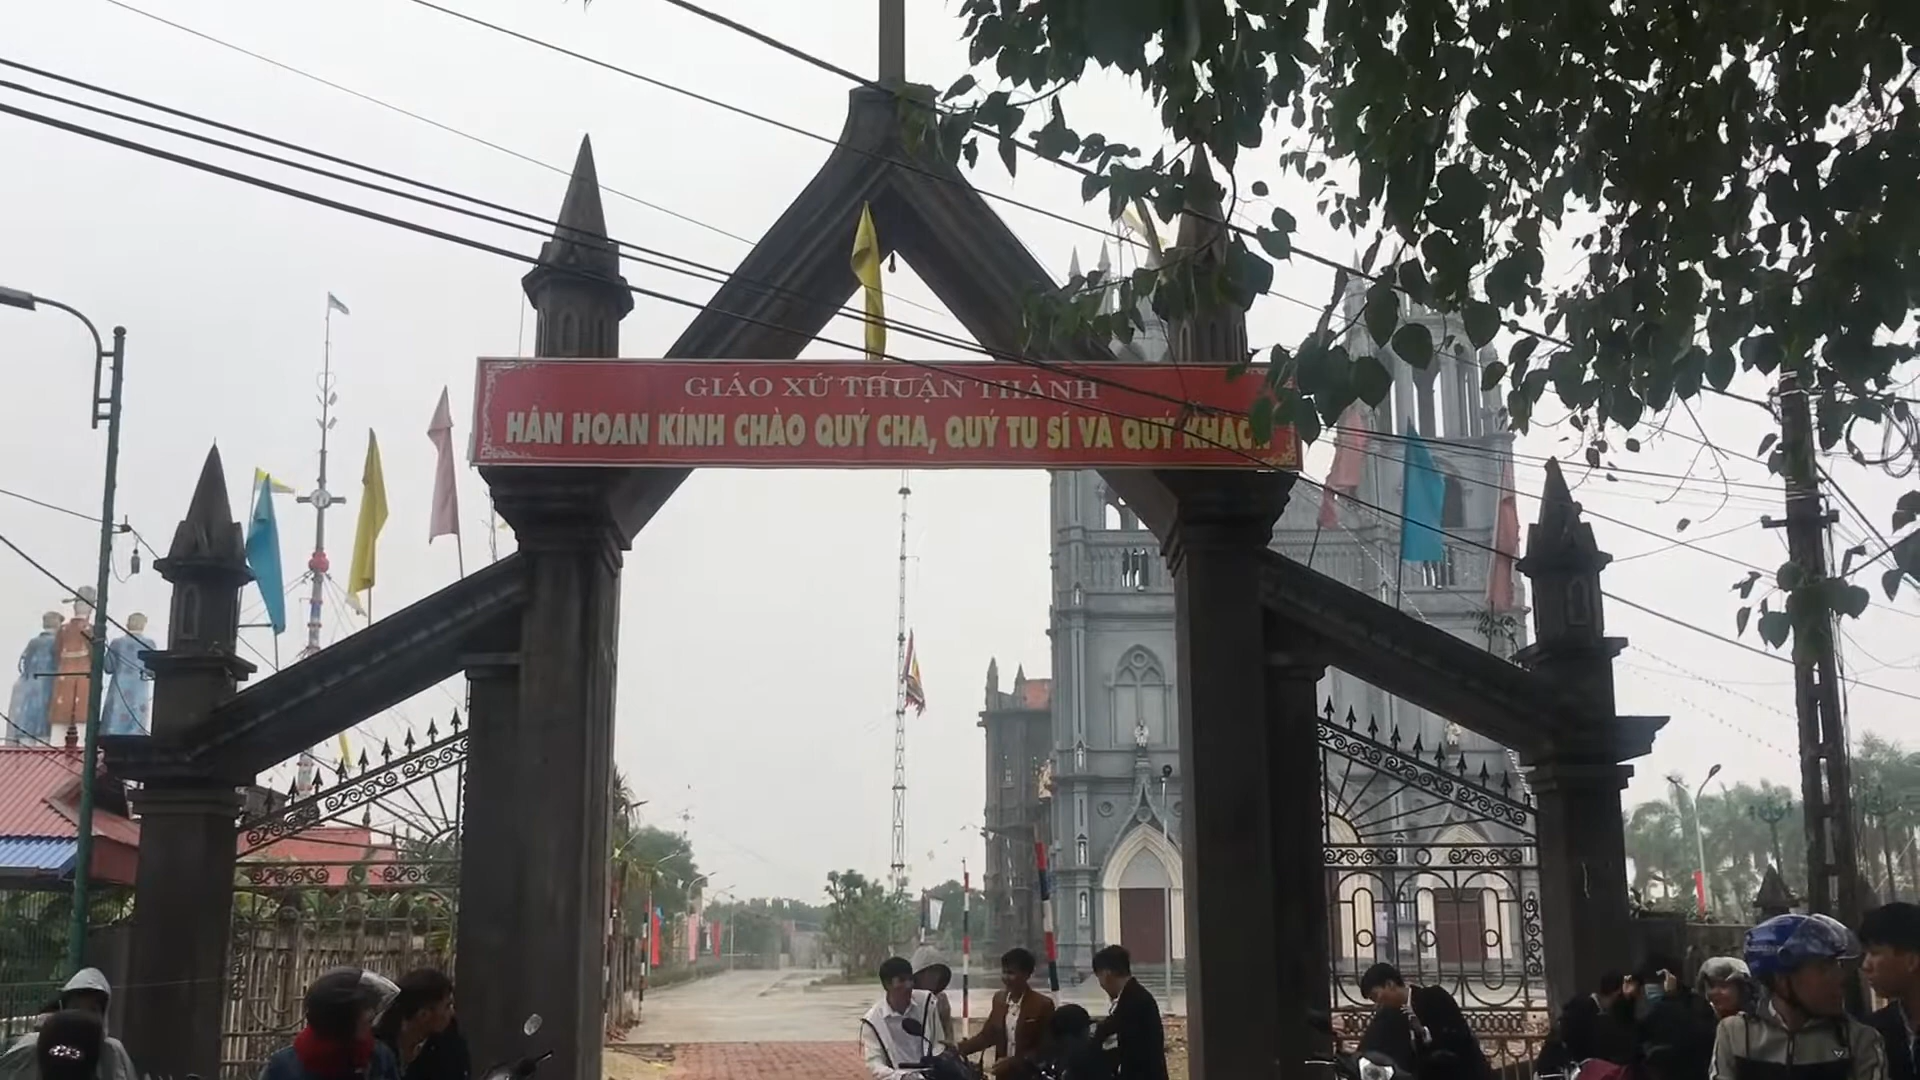 GIÁO XỨ THUẬN THÀNH
HÂN HOAN KÍNH CHÀO QUÝ CHA, QUÝ TU SĨ VÀ QUÝ KHÁCH